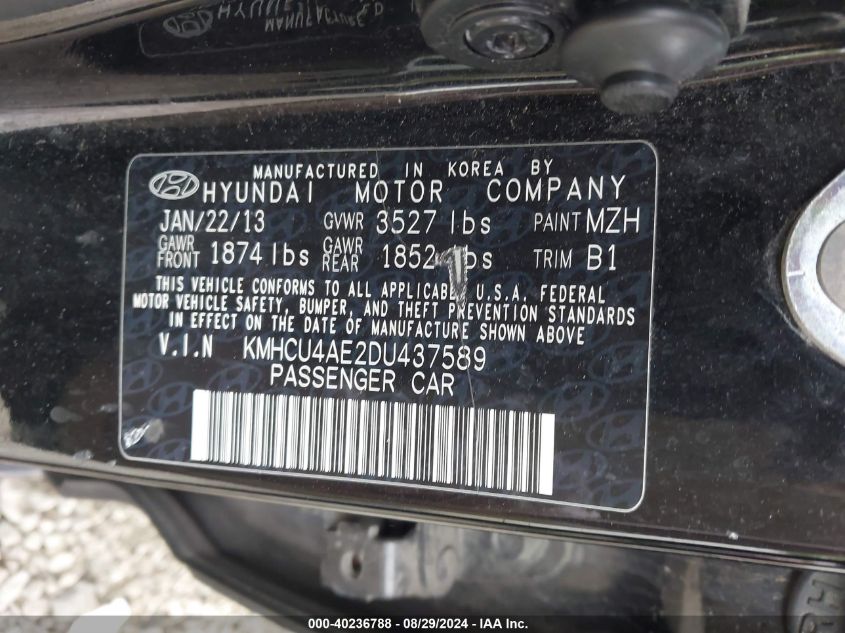 MANUFACTURED IN KOREA BY
HYUNDAI MOTOR COMPANY
JAN/22/13 GVWR 3527 lbs PAINT MZH
GAWR FRONT 1874 lbs GAWR REAR 1852 lbs TRIM B1
THIS VEHICLE CONFORMS TO ALL APPLICABLE U.S.A. FEDERAL
MOTOR VEHICLE SAFETY, BUMPER, AND THEFT PREVENTION STANDARDS
IN EFFECT ON THE DATE OF MANUFACTURE SHOWN ABOVE
V.I.N KMHCU4AE2DU437589
PASSENGER CAR
000-40236788 - 08/29/2024 - IAA Inc.